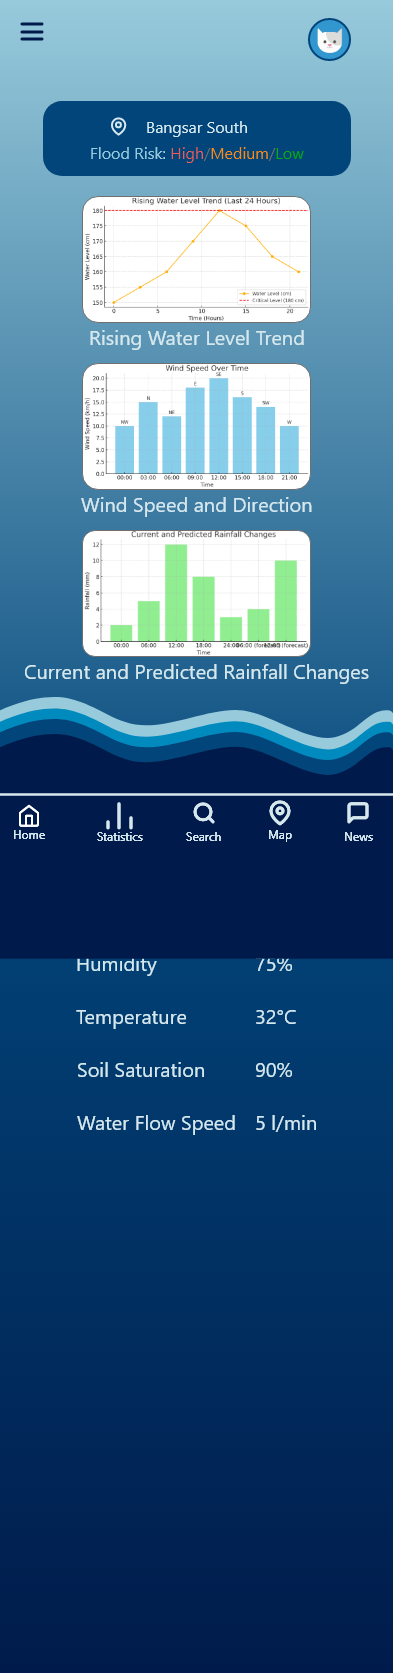 Bangsar South
Flood Risk: High/Medium/Low
Rising Water Level Trend (Last 24 Hours)
180
175
170
165
160
155
150
Water Level (cm)
Water Level (cm)
Critical Level (180 cm)
0 5 10 15 20
Time (Hours)
Rising Water Level Trend
Wind Speed Over Time
20.0
17.5
15.0
12.5
10.0
7.5
5.0
2.5
0.0
Wind Speed (km/h)
NW N NE E SE S SW W
00:00 03:00 06:00 09:00 12:00 15:00 18:00 21:00
Time
Wind Speed and Direction
Current and Predicted Rainfall Changes
12
10
8
6
4
2
0
Rainfall (mm)
00:00 06:00 12:00 18:00 24:00 06:00 (forecast)
Time
Current and Predicted Rainfall Changes
Home Statistics Search Map News
Humidity 75%
Temperature 32°C
Soil Saturation 90%
Water Flow Speed 5 l/min